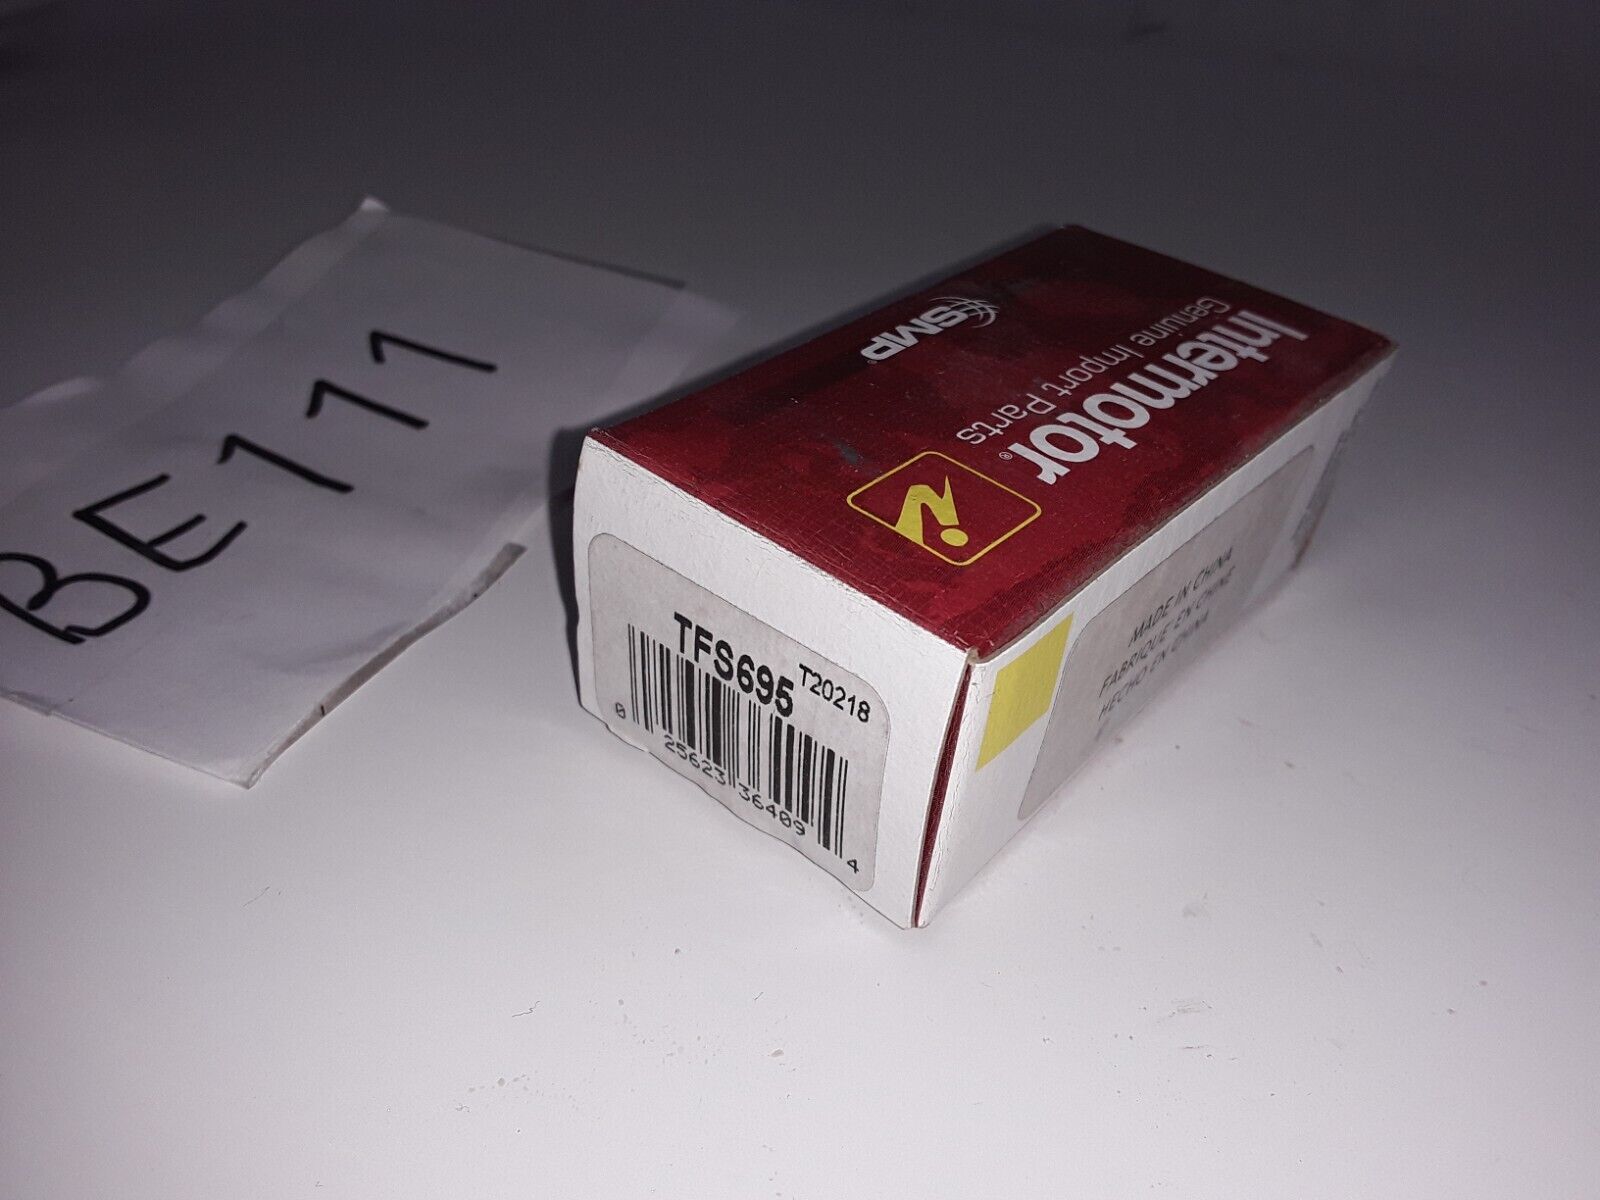 BE111
Intermotor®
Genuine Import Parts
SMP®
TFS695 T20218
0 25623 36409 4
MADE IN CHINA
FABRIQUE EN CHINE
HECHO EN CHINA